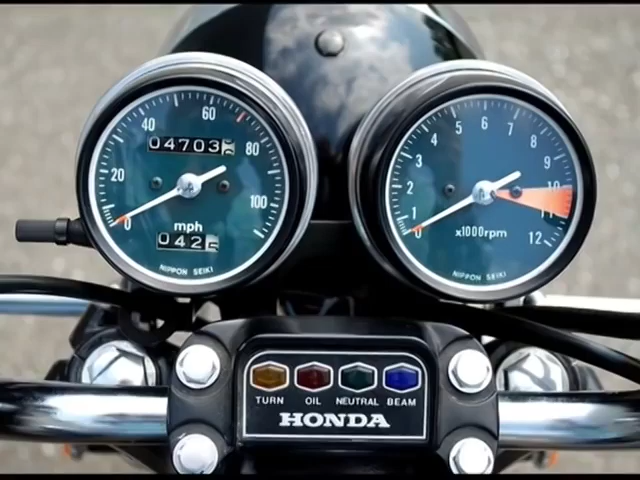 20 40 60 80 100
0
04703
mph
042
NIPPON SEIKI
0 1 2 3 4 5 6 7 8 9 10 11 12
x1000rpm
NIPPON SEIKI
TURN OIL NEUTRAL BEAM
HONDA